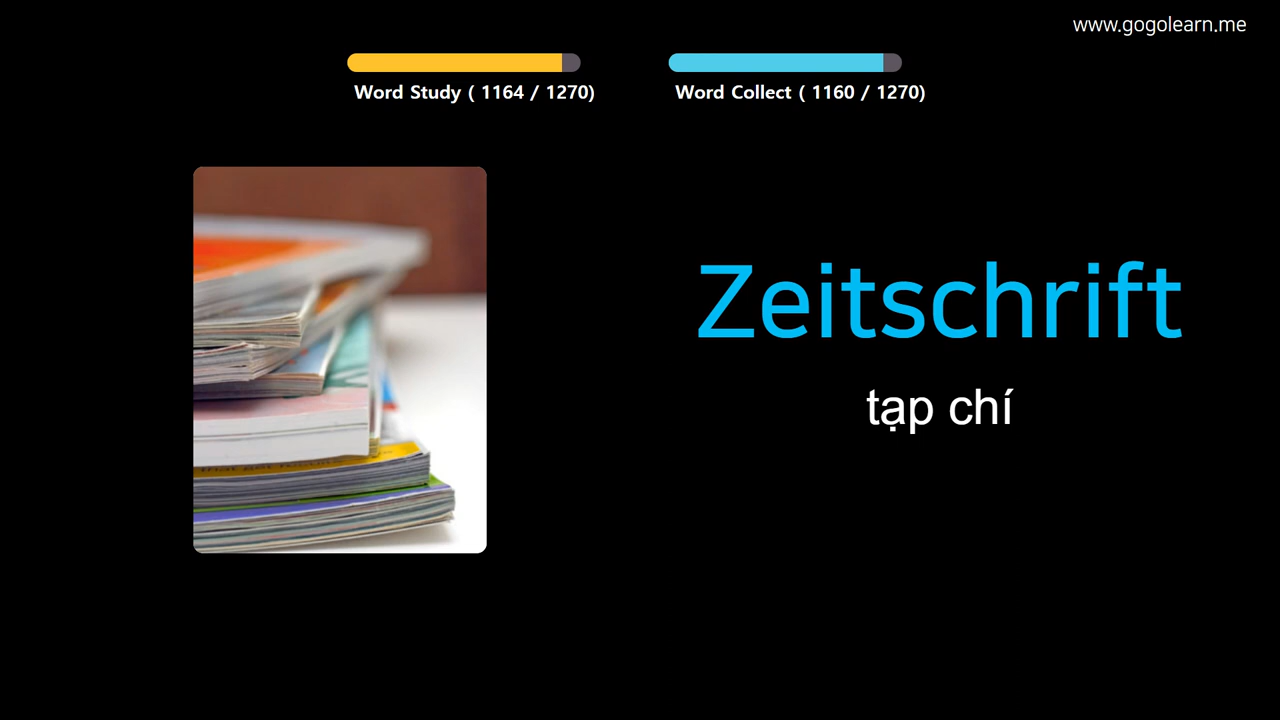 www.gogolearn.me
Word Study ( 1164 / 1270)
Word Collect ( 1160 / 1270)
Zeitschrift
tạp chí